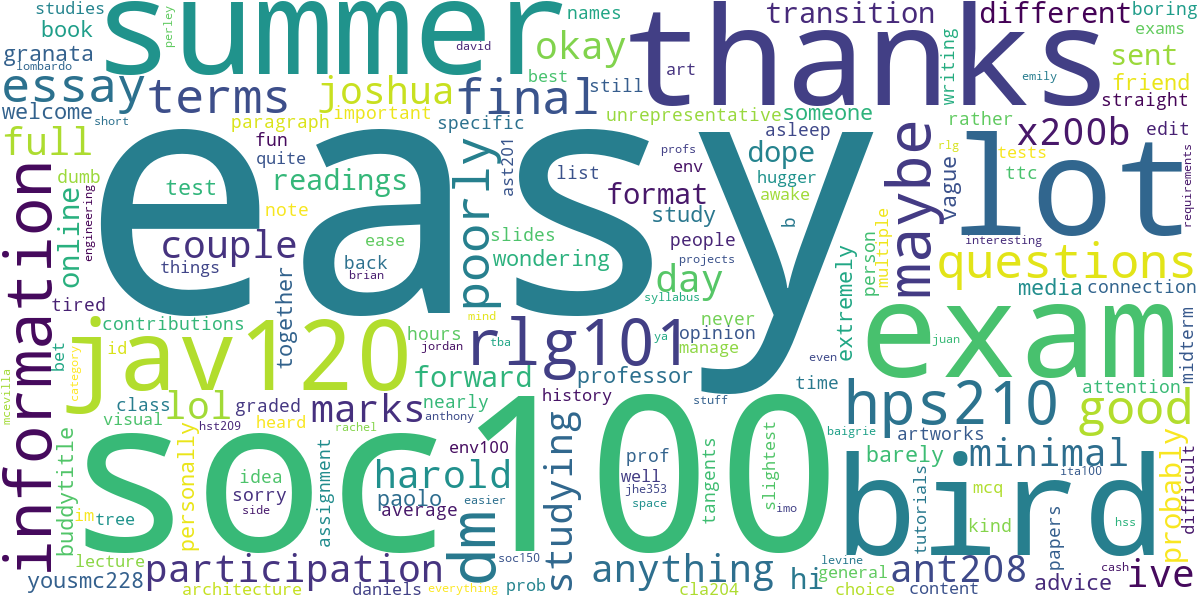 studies
summer
names
thanks
transition
different
boring
book
perley
okay
exams
granata
david
writing
sent
lombardo
best
still
art
emily
friend
essay
terms
joshua
final
straight
welcome
short
paragraph
important
specific
unrepresentative
someone
rather
x200b
edit
full
fun
poorly
asleep
easy
quite
ast201
list
profs
env
dope
hugger
maybe
vague
rlg
tests
ttc
lot
requirements
dumb
test
readings
format
awake
multiple
information
engineering
online
note
study
b
couple
ease
slides
people
interesting
things
back
wondering
projects
questions
tired
together
brian
day
syllabus
extremely
person
media
connection
contributions
mind
never
exam
juan
midterm
bet
id
jav120
hours
tba
rlg101
ya
opinion
manage
even
jordan
forward
professor
time
category
mcevilla
class
lol
graded
marks
nearly
history
stuff
hps210
attention
good
visual
hst209
heard
rachel
anthony
studying
baigrie
artworks
buddytitle
personally
soc100
env100
prof
tangents
slightest
bird
barely
minimal
ita100
probably
difficult
idea
assignment
harold
well
jhe353
mcq
im
tree
sorry
paolo
space
imo
tutorials
kind
papers
hss
side
average
easier
dm
soc150
lecture
levine
yousmc228
participation
prob
anything
hi
general
ant208
advice
cash
ive
architecture
daniels
everything
cla204
choice
content